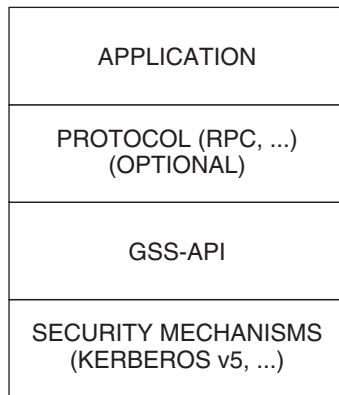 APPLICATION
PROTOCOL (RPC, ...)
(OPTIONAL)
GSS-API
SECURITY MECHANISMS
(KERBEROS v5, ...)